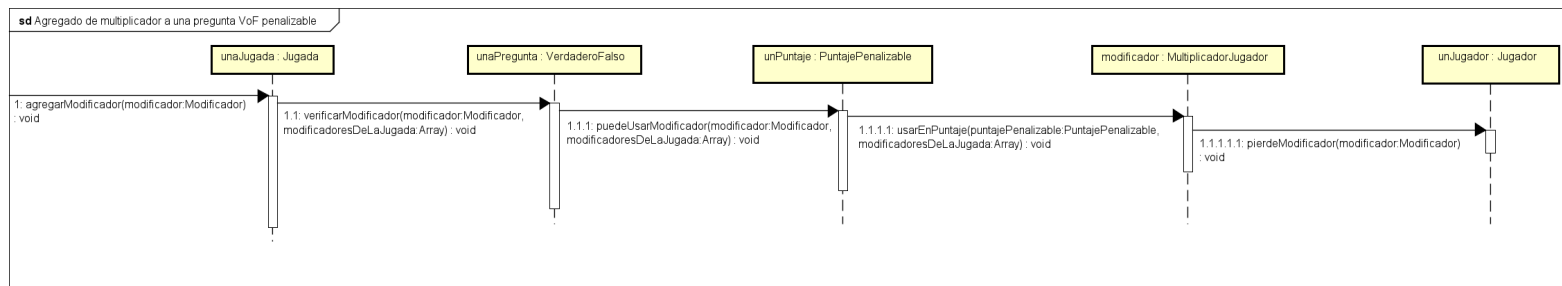 sd Agregado de multiplicador a una pregunta VoF penalizable
unaJugada : Jugada
unaPregunta : VerdaderoFalso
unPuntaje : PuntajePenalizable
modificador : MultiplicadorJugador
unJugador : Jugador
1: agregarModificador(modificador:Modificador)
: void
1.1: verificarModificador(modificador:Modificador,
modificadoresDeLaJugada:Array) : void
1.1.1: puedeUsarModificador(modificador:Modificador,
modificadoresDeLaJugada:Array) : void
1.1.1.1: usarEnPuntaje(puntajePenalizable:PuntajePenalizable,
modificadoresDeLaJugada:Array) : void
1.1.1.1.1: pierdeModificador(modificador:Modificador)
: void